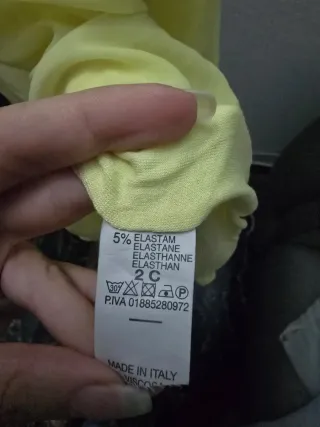 5% ELASTAM
ELASTANE
ELASTHANNE
ELASTHAN
2 C
P.IVA 01885280972
MADE IN ITALY